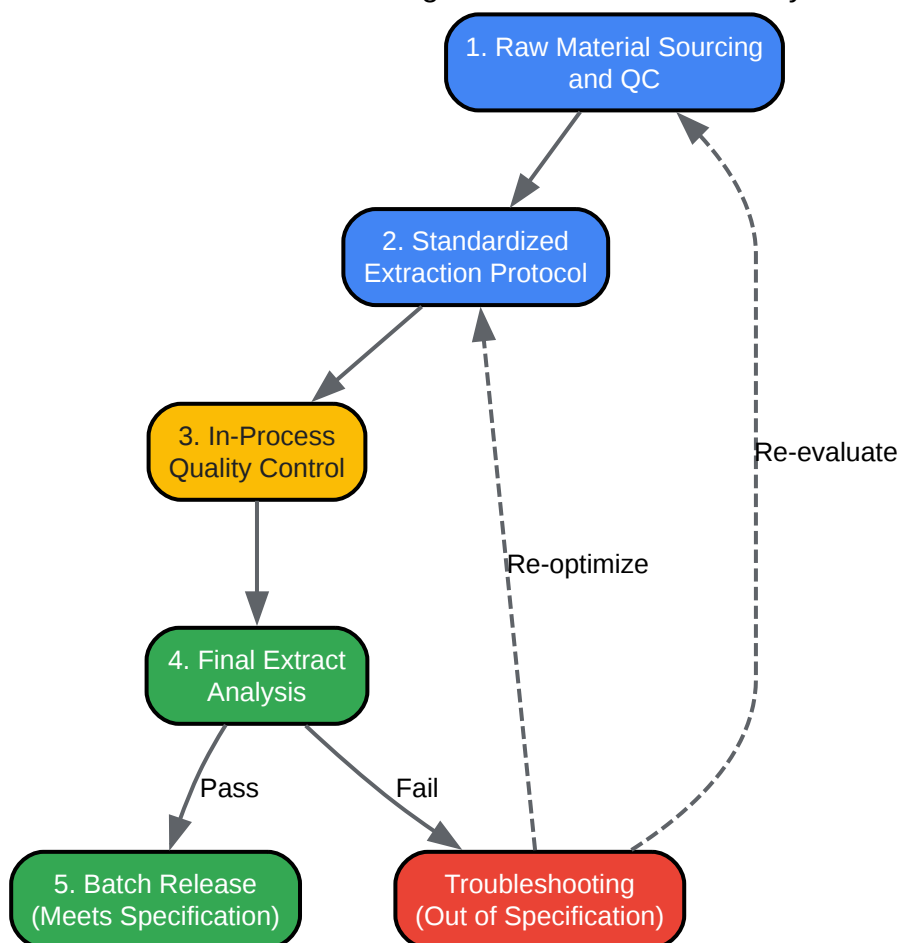 1. Raw Material Sourcing
and QC
2. Standardized
Extraction Protocol
3. In-Process
Quality Control
Re-evaluate
Re-optimize
4. Final Extract
Analysis
Pass
Fail
5. Batch Release
(Meets Specification)
Troubleshooting
(Out of Specification)